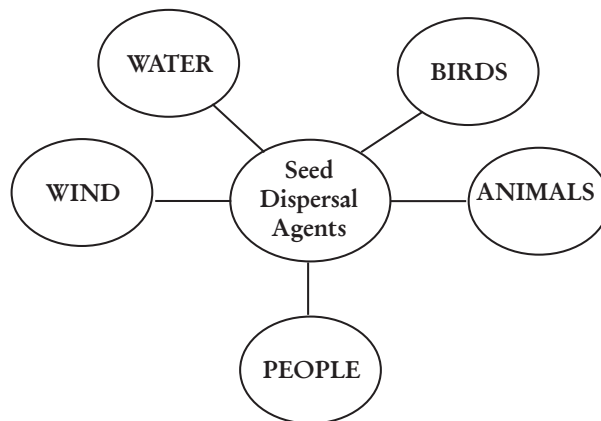 WATER
BIRDS
WIND
Seed
Dispersal
Agents
ANIMALS
PEOPLE